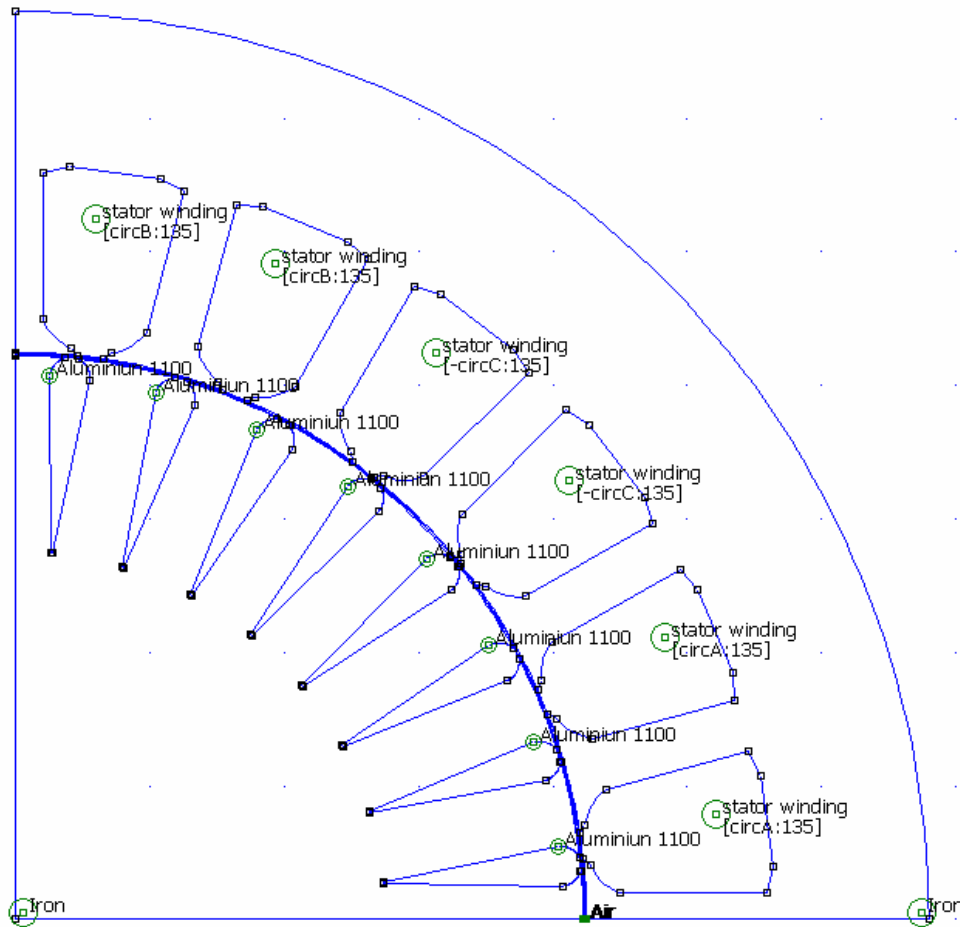 stator winding
[circB:135]
stator winding
[circB:135]
stator winding
[-circC:135]
Aluminiun 1100
Aluminiun 1100
Aluminiun 1100
Aluminiun 1100
stator winding
[-circC:135]
Aluminiun 1100
stator winding
[circA:135]
Aluminiun 1100
Aluminiun 1100
stator winding
[circA:135]
Aluminiun 1100
Iron
Air
Iron